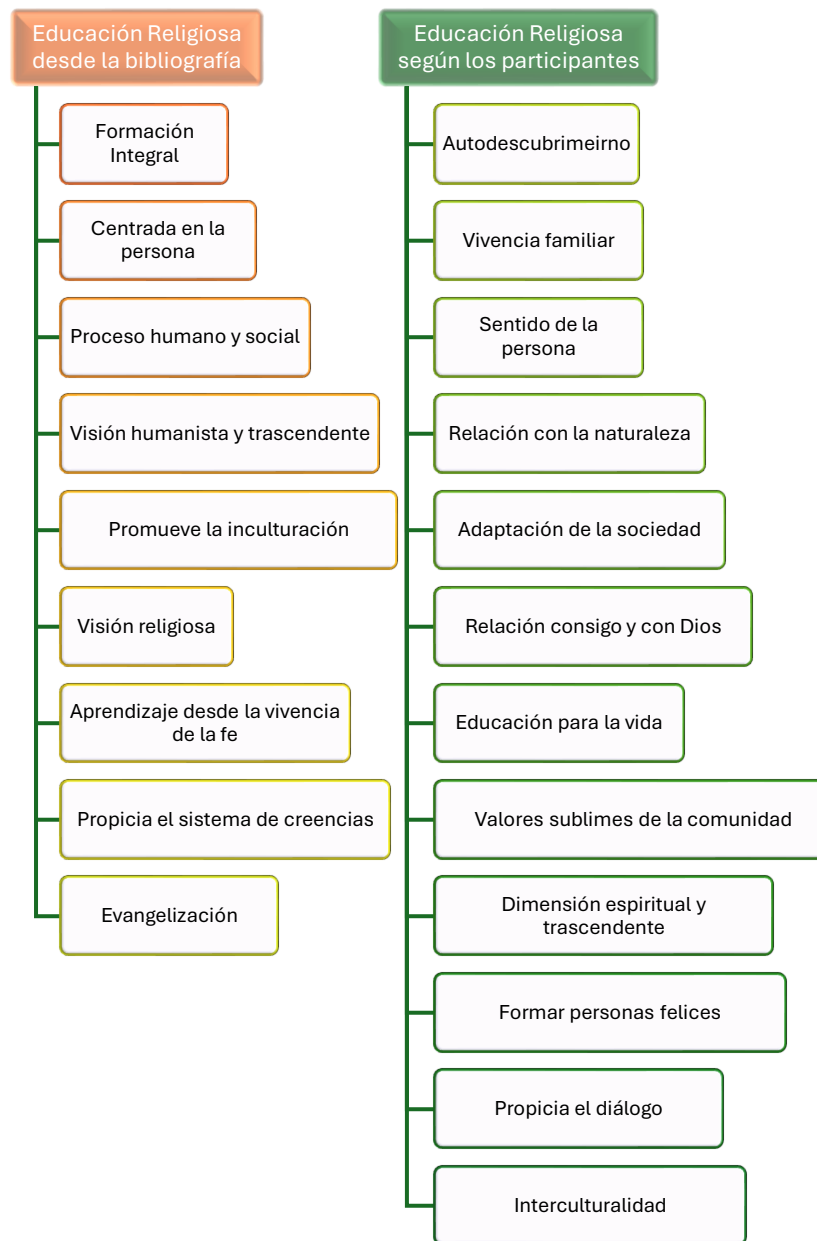 Educación Religiosa
desde la bibliografía
Formación
Integral
Centrada en la
persona
Proceso humano y social
Visión humanista y trascendente
Promueve la inculturación
Visión religiosa
Aprendizaje desde la vivencia
de la fe
Propicia el sistema de creencias
Evangelización
Educación Religiosa
según los participantes
Autodescubrimeirno
Vivencia familiar
Sentido de la
persona
Relación con la naturaleza
Adaptación de la sociedad
Relación consigo y con Dios
Educación para la vida
Valores sublimes de la comunidad
Dimensión espiritual y
trascendente
Formar personas felices
Propicia el diálogo
Interculturalidad